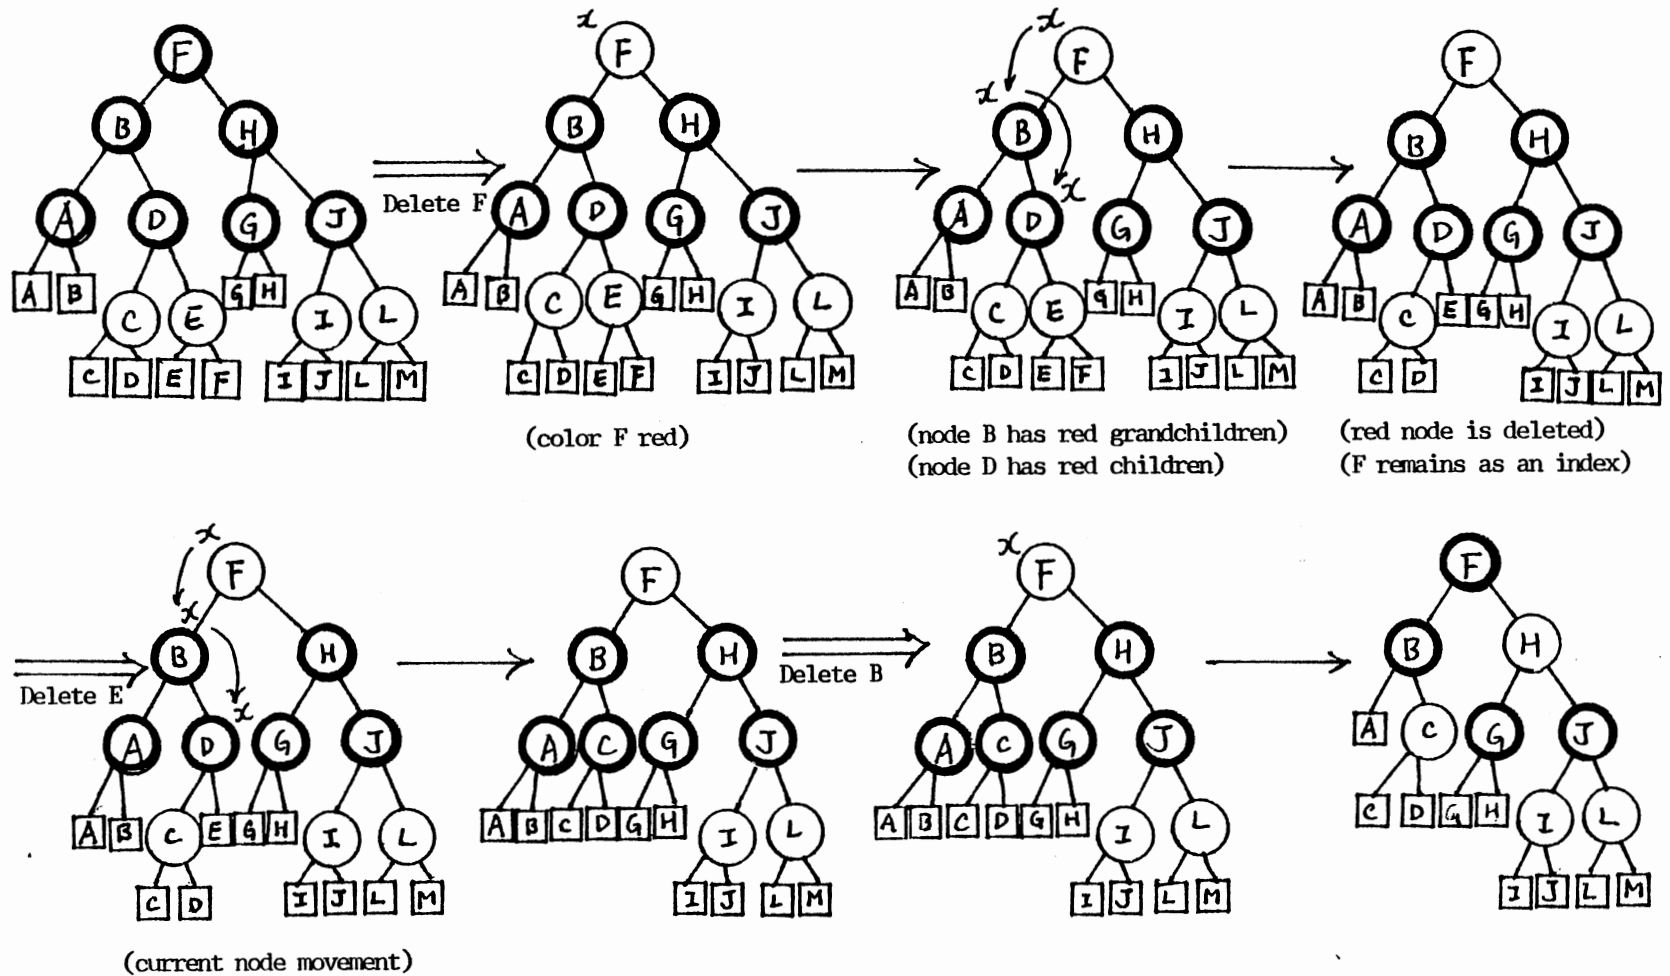 F
B H
A D G J
A B G H
C E I L
C D E F I J L M
Delete F
x
F
B H
A D G J
A B C E G H I L
C D E F I J L M
(color F red)
x
F
x
B H
x
A D G J
A B C E G H I L
C D E F I J L M
(node B has red grandchildren)
(node D has red children)
F
B H
A D G J
A B C E G H I L
C D I J L M
(red node is deleted)
(F remains as an index)
Delete E
x
F
x
B H
x
A D G J
A B C E G H I L
C D I J L M
(current node movement)
F
B H
A C G J
A B C D G H I L
I J L M
Delete B
x
F
B H
A C G J
A B C D G H I L
I J L M
F
B H
A C G J
C D G H I L
I J L M